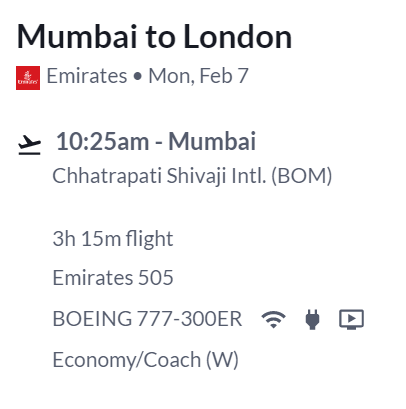 Mumbai to London
Emirates Emirates • Mon, Feb 7
10:25am - Mumbai
Chhatrapati Shivaji Intl. (BOM)
3h 15m flight
Emirates 505
BOEING 777-300ER
Economy/Coach (W)